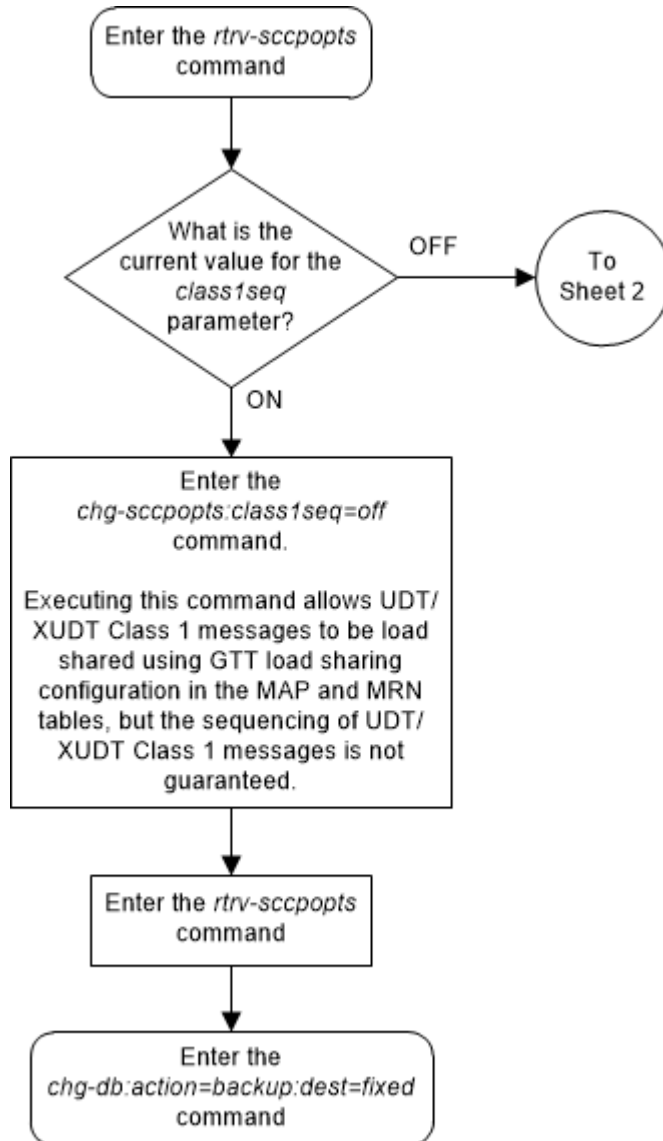 Enter the rtrv-sccpopts
command
What is the
current value for the
class1seq
parameter?
OFF
To
Sheet 2
ON
Enter the
chg-sccpopts:class1seq=off
command.
Executing this command allows UDT/
XUDT Class 1 messages to be load
shared using GTT load sharing
configuration in the MAP and MRN
tables, but the sequencing of UDT/
XUDT Class 1 messages is not
guaranteed.
Enter the rtrv-sccpopts
command
Enter the
chg-db:action=backup:dest=fixed
command